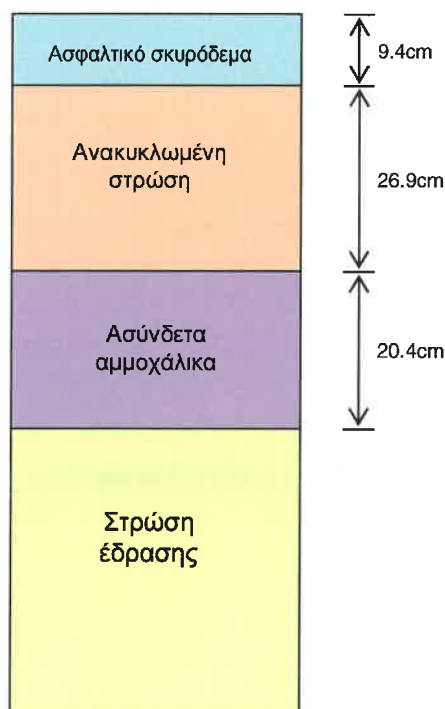 Ασφαλτικό σκυρόδεμα
9.4cm
Ανακυκλωμένη
στρώση
26.9cm
Ασύνδετα
αμμοχάλικα
20.4cm
Στρώση
έδρασης